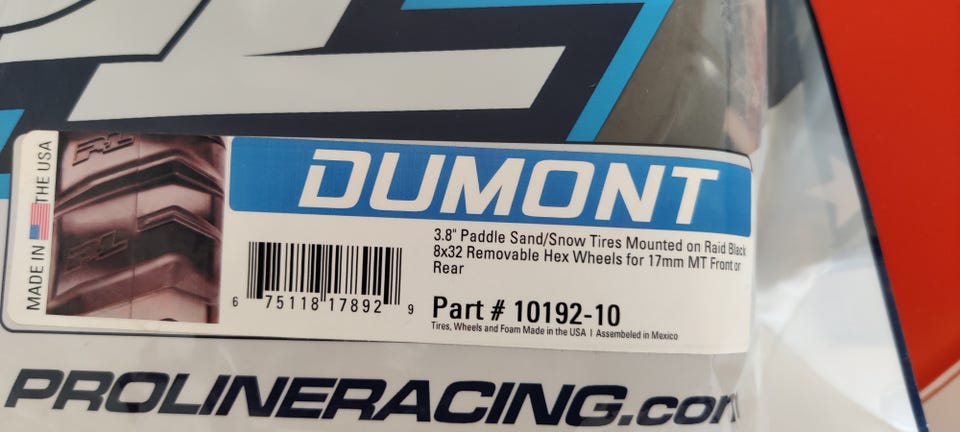 MADE IN THE USA
DUMONT
3.8" Paddle Sand/Snow Tires Mounted on Raid Black
8x32 Removable Hex Wheels for 17mm MT Front or
Rear
6 75118 17892 9
Part # 10192-10
Tires, Wheels and Foam Made in the USA | Assembeled in Mexico
PROLINERACING.com